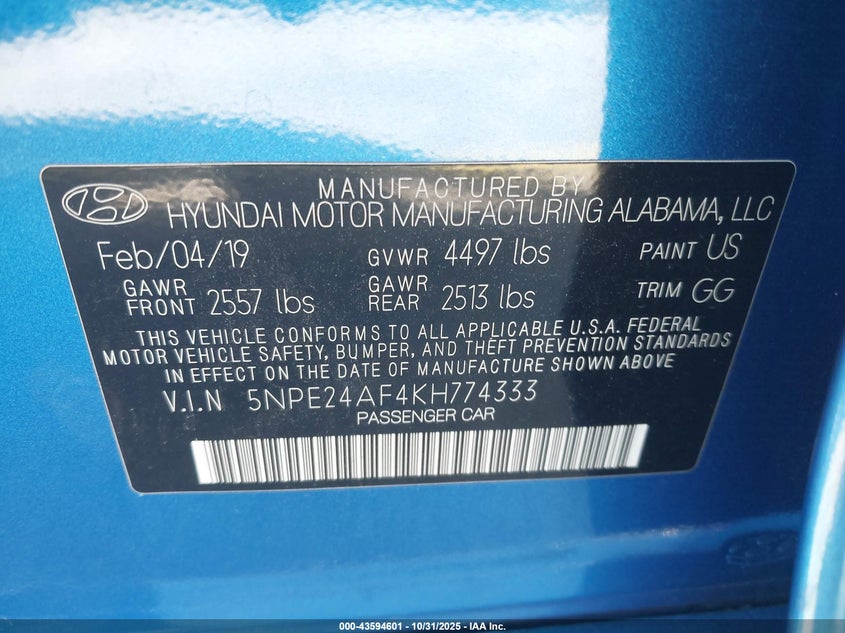 MANUFACTURED BY
HYUNDAI MOTOR MANUFACTURING ALABAMA, LLC
Feb/04/19 GVWR 4497 lbs PAINT US
GAWR FRONT 2557 lbs GAWR REAR 2513 lbs TRIM GG
THIS VEHICLE CONFORMS TO ALL APPLICABLE U.S.A. FEDERAL
MOTOR VEHICLE SAFETY, BUMPER, AND THEFT PREVENTION STANDARDS
IN EFFECT ON THE DATE OF MANUFACTURE SHOWN ABOVE
V.I.N 5NPE24AF4KH774333
PASSENGER CAR
000-43594601 - 10/31/2025 - IAA Inc.